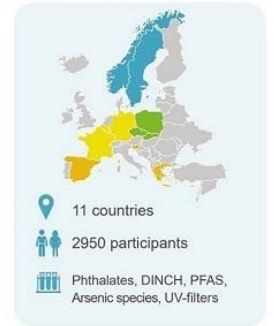 11 countries
2950 participants
Phthalates, DINCH, PFAS,
Arsenic species, UV-filters